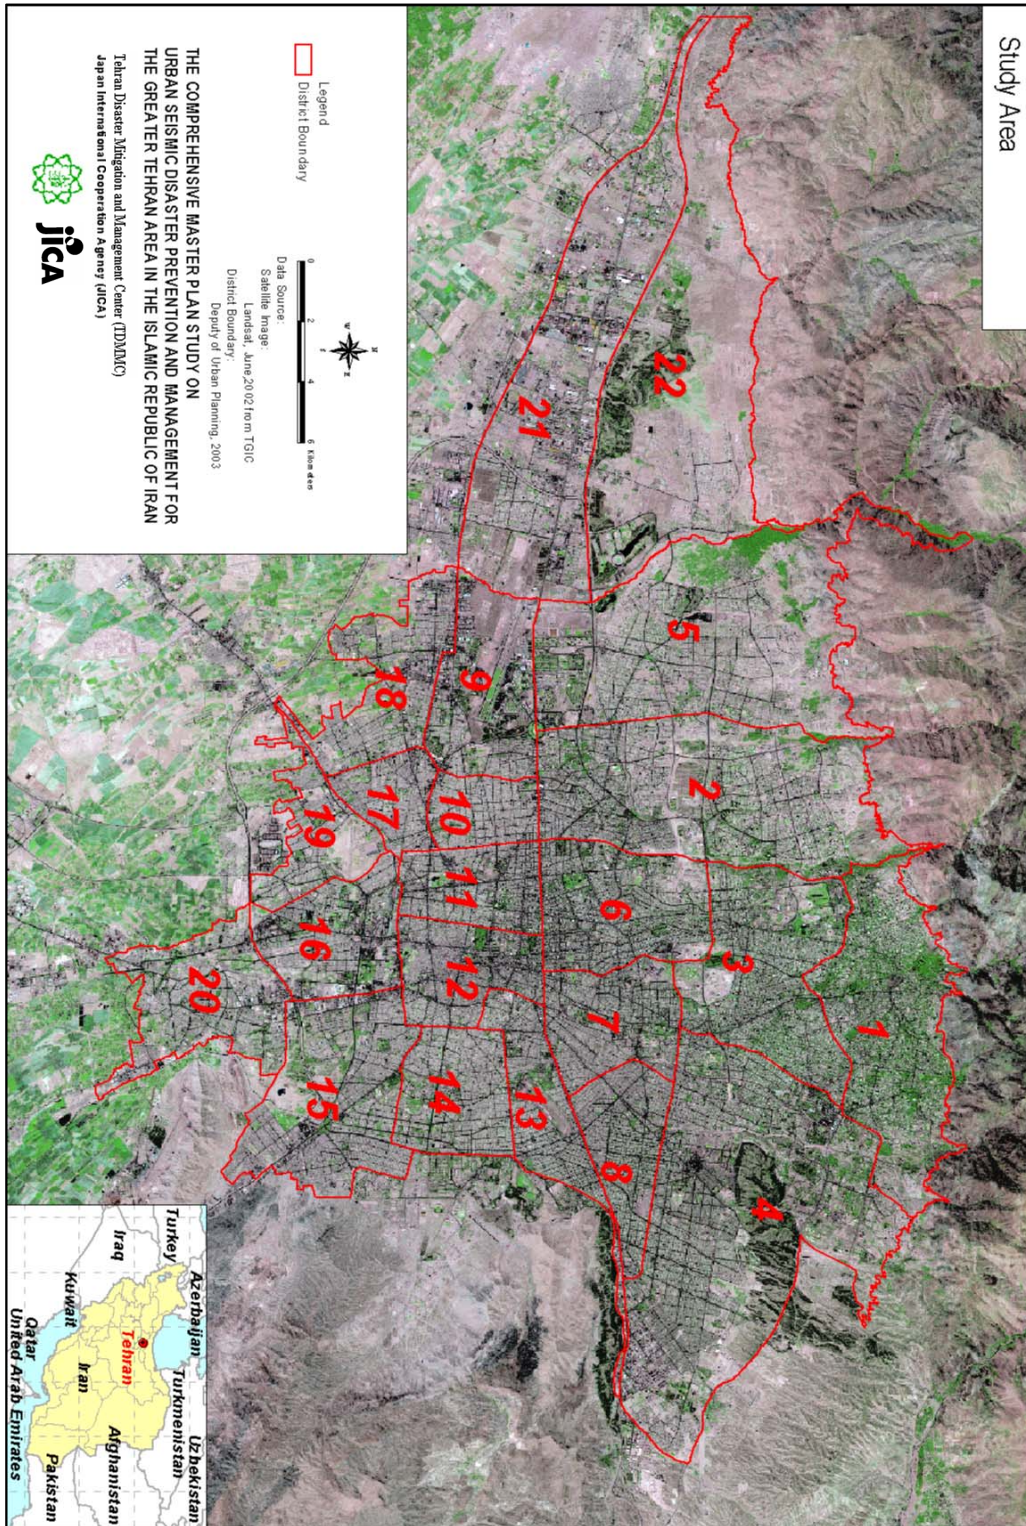 Study Area
22
21
5
9
18
2
10
17
19
6
11
16
3
12
20
1
7
14
13
15
8
4
Legend
District Boundary
N
W
E
S
0
2
4
6 Kilometers
Data Source:
Satellite Image:
Landsat, June,2002 from TGIC
District Boundary:
Deputy of Urban Planning, 2003
THE COMPREHENSIVE MASTER PLAN STUDY ON
URBAN SEISMIC DISASTER PREVENTION AND MANAGEMENT FOR
THE GREATER TEHRAN AREA IN THE ISLAMIC REPUBLIC OF IRAN
Tehran Disaster Mitigation and Management Center (TDMMC)
Japan International Cooperation Agency (JICA)
jICA
Azerbaijan
Uzbekistan
Turkey
Turkmenistan
Tehran
Iraq
Iran
Afghanistan
Kuwait
Pakistan
Qatar
United Arab Emirates